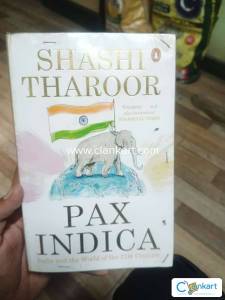 SHASHI
THAROOR
www.clankart.com
PAX
INDICA
India and the World of the 21st Century
Clankart